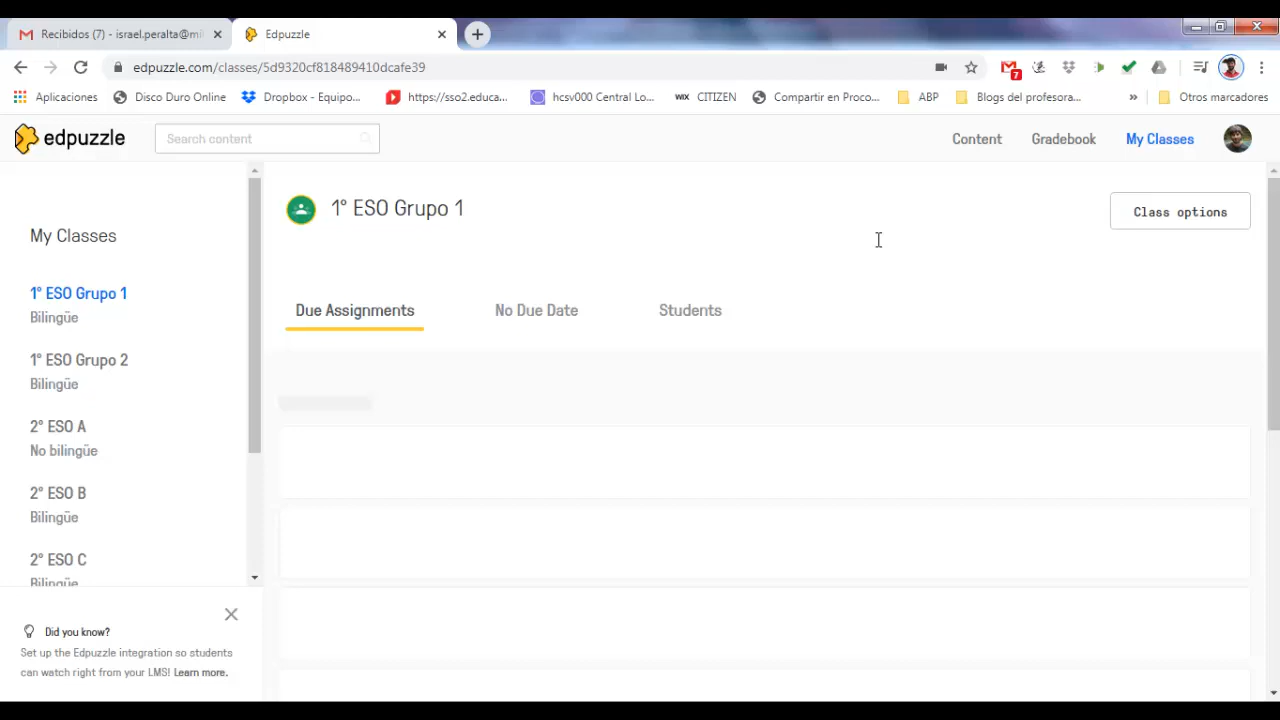 Recibidos (7) - israel.peralta@mi
Edpuzzle
edpuzzle.com/classes/5d9320cf818489410dcafe39
7
Aplicaciones
Disco Duro Online
Dropbox - Equipo...
https://sso2.educa...
hcsv000 Central Lo...
WIX
CITIZEN
Compartir en Proco...
ABP
Blogs del profesora...
»
Otros marcadores
edpuzzle
Search content
Content
Gradebook
My Classes
My Classes
1º ESO Grupo 1
Bilingüe
1º ESO Grupo 2
Bilingüe
2º ESO A
No bilingüe
2º ESO B
Bilingüe
2º ESO C
Bilingüe
Did you know?
Set up the Edpuzzle integration so students
can watch right from your LMS! Learn more.
1º ESO Grupo 1
Class options
Due Assignments
No Due Date
Students